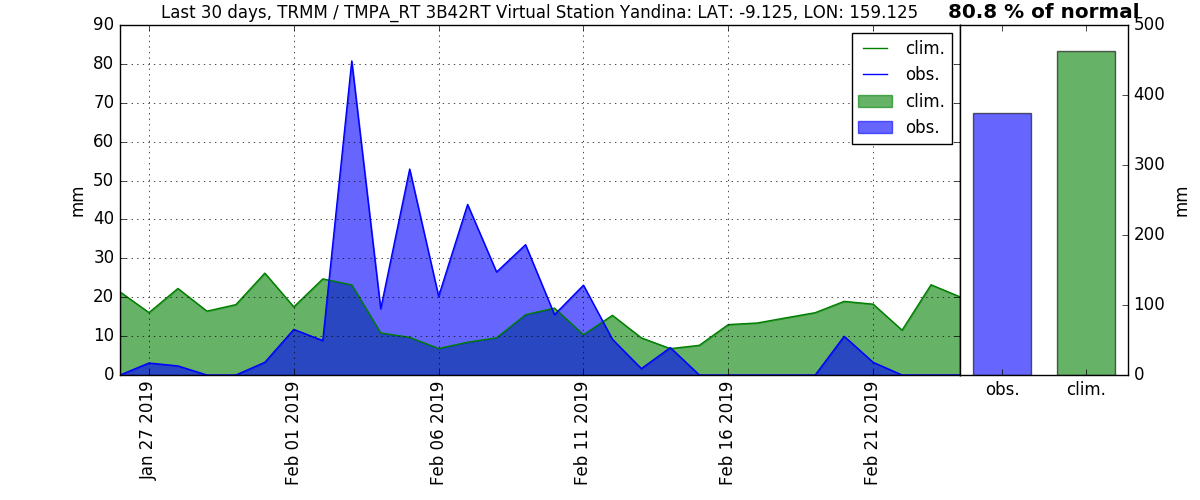 Last 30 days, TRMM / TMPA_RT 3B42RT Virtual Station Yandina: LAT: -9.125, LON: 159.125
80.8 % of normal
90
80
70
60
50
40
30
20
10
0
mm
clim.
obs.
clim.
obs.
Jan 27 2019
Feb 01 2019
Feb 06 2019
Feb 11 2019
Feb 16 2019
Feb 21 2019
500
400
300
200
100
0
mm
obs.
clim.